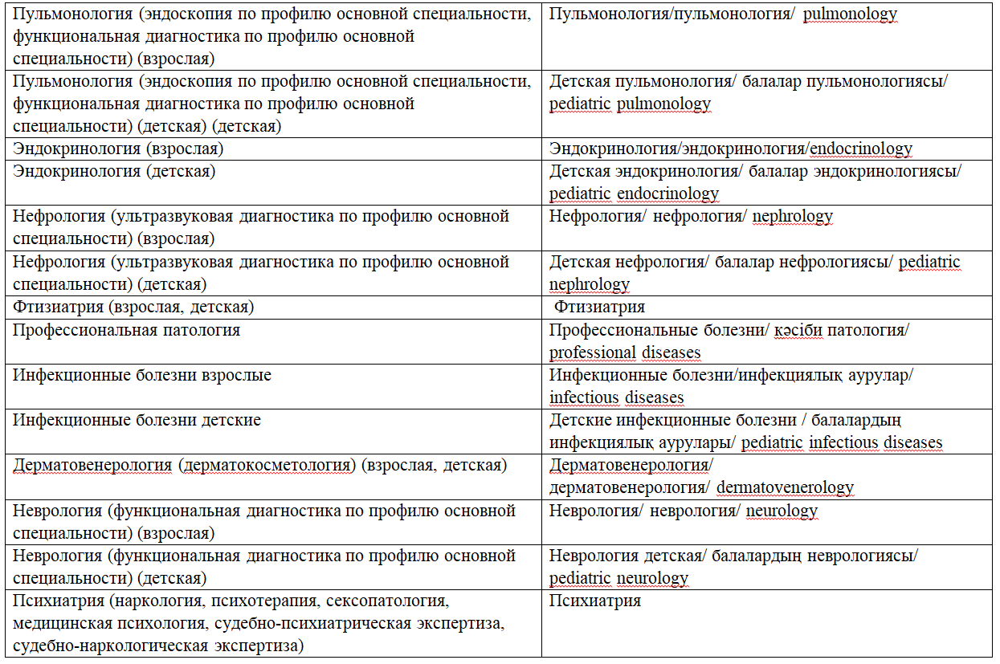 Пульмонология (эндоскопия по профилю основной специальности,
функциональная диагностика по профилю основной
специальности) (взрослая)
Пульмонология/пульмонология/ pulmonology
Пульмонология (эндоскопия по профилю основной специальности,
функциональная диагностика по профилю основной
специальности) (детская) (детская)
Детская пульмонология/ балалар пульмонологиясы/
pediatric pulmonology
Эндокринология (взрослая)
Эндокринология/эндокринология/endocrinology
Эндокринология (детская)
Детская эндокринология/ балалар эндокринологиясы/
pediatric endocrinology
Нефрология (ультразвуковая диагностика по профилю основной
специальности) (взрослая)
Нефрология/ нефрология/ nephrology
Нефрология (ультразвуковая диагностика по профилю основной
специальности) (детская)
Детская нефрология/ балалар нефрологиясы/ pediatric
nephrology
Фтизиатрия (взрослая, детская)
Фтизиатрия
Профессиональная патология
Профессиональные болезни/ кәсіби патология/
professional diseases
Инфекционные болезни взрослые
Инфекционные болезни/инфекциялық аурулар/
infectious diseases
Инфекционные болезни детские
Детские инфекционные болезни / балалардың
инфекциялық аурулары/ pediatric infectious diseases
Дерматовенерология (дерматокосметология) (взрослая, детская)
Дерматовенерология/
дерматовенерология/ dermatovenerology
Неврология (функциональная диагностика по профилю основной
специальности) (взрослая)
Неврология/ неврология/ neurology
Неврология (функциональная диагностика по профилю основной
специальности) (детская)
Неврология детская/ балалардың неврологиясы/
pediatric neurology
Психиатрия (наркология, психотерапия, сексопатология,
медицинская психология, судебно-психиатрическая экспертиза,
судебно-наркологическая экспертиза)
Психиатрия